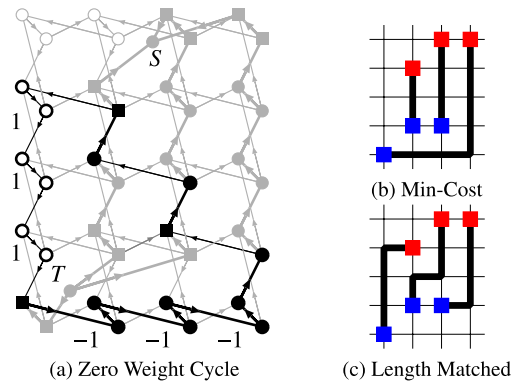 S
1
1
1
T
−1
−1
−1
(a) Zero Weight Cycle
(b) Min-Cost
(c) Length Matched